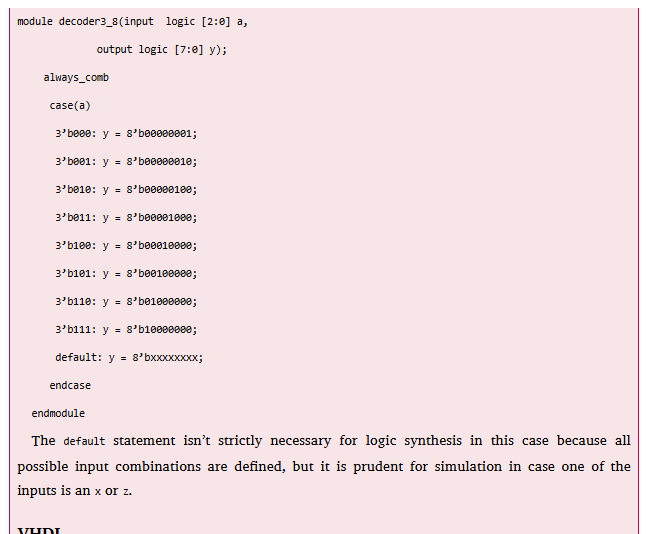 module decoder3_8(input  logic [2:0] a,
output logic [7:0] y);
always_comb
case(a)
3’b000: y = 8’b00000001;
3’b001: y = 8’b00000010;
3’b010: y = 8’b00000100;
3’b011: y = 8’b00001000;
3’b100: y = 8’b00010000;
3’b101: y = 8’b00100000;
3’b110: y = 8’b01000000;
3’b111: y = 8’b10000000;
default: y = 8’bxxxxxxxx;
endcase
endmodule
The default statement isn’t strictly necessary for logic synthesis in this case because all
possible input combinations are defined, but it is prudent for simulation in case one of the
inputs is an x or z.
VHDL